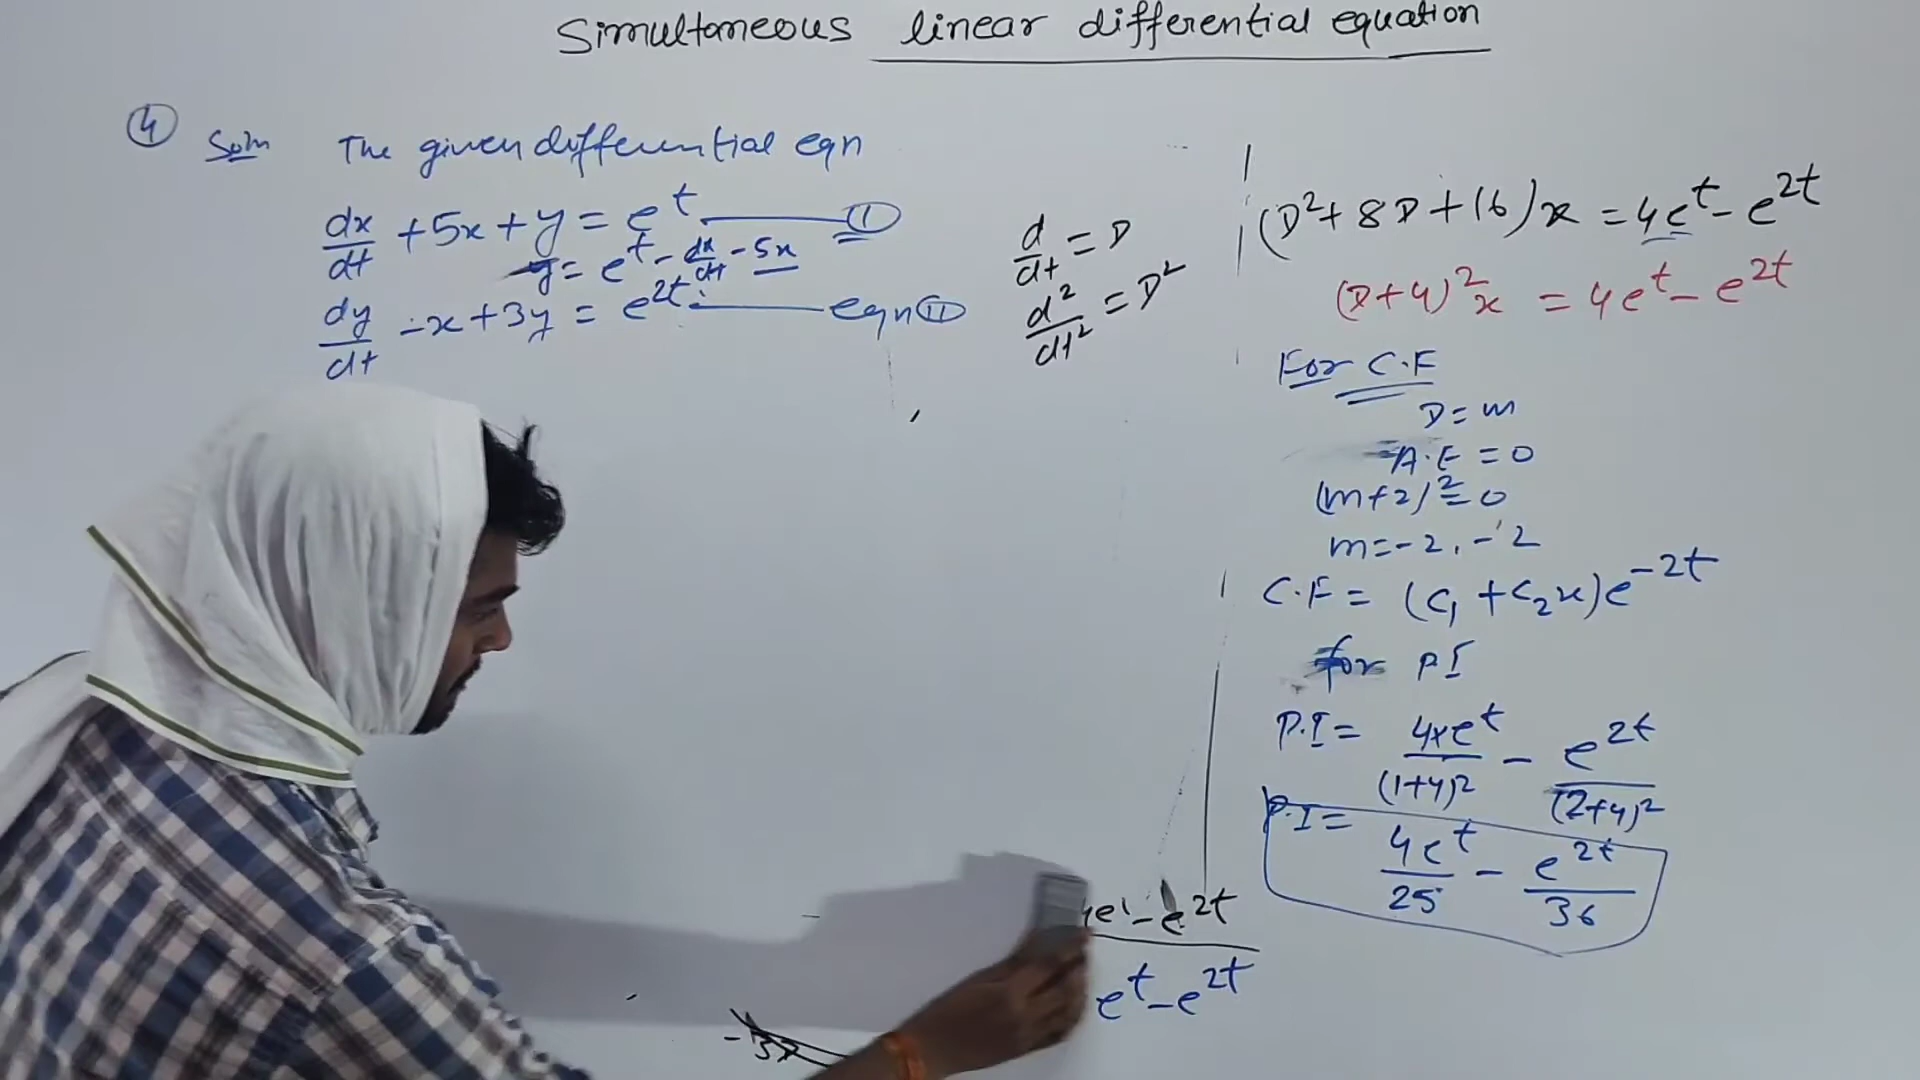 Simultaneous linear differential equation
④ Soln The given differential eqn
dx/dt + 5x + y = e^t ——— ①
y = e^t - dx/dt - 5x
dy/dt - x + 3y = e^2t ——— eqn ⑪
d/dt = D
d²/dt² = D²
(D² + 8D + 16)x = 4e^t - e^2t
(D+4)²x = 4e^t - e^2t
For C.F
D = m
A.E = 0
(m+2)² = 0
m = -2, -2
C.F = (c₁ + c₂x)e^-2t
for P.I
P.I = 4×e^t/(1+4)² - e^2t/(2+4)²
P.I = 4e^t/25 - e^2t/36
4e^t - e^2t
e^t - e^2t